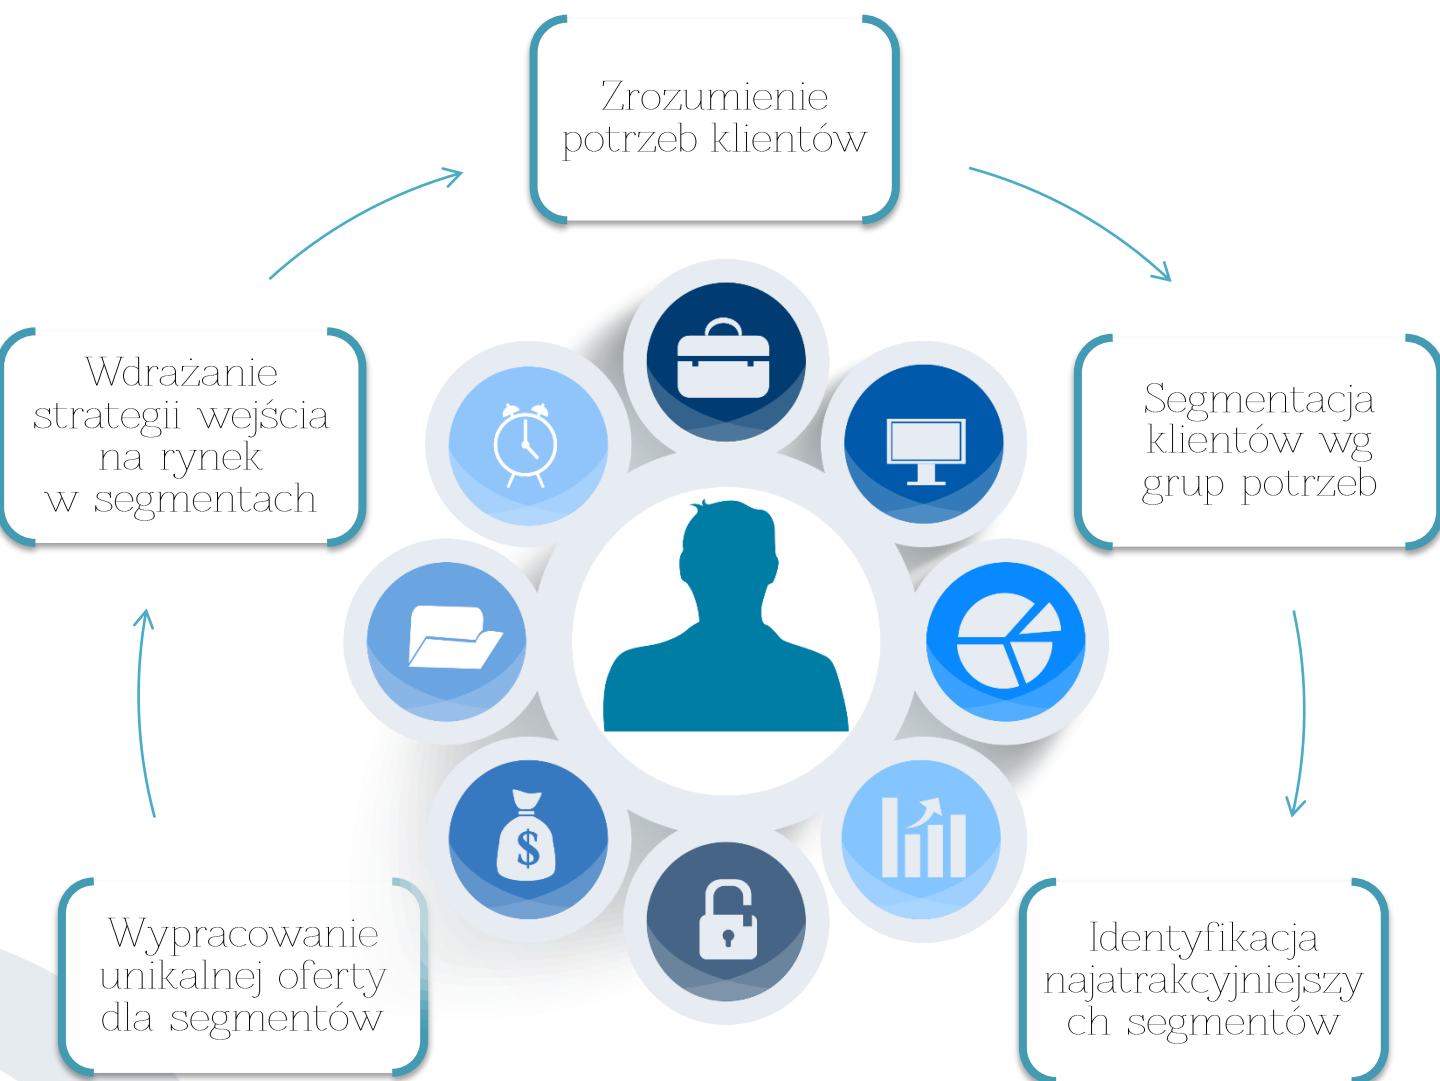 Zrozumienie
potrzeb klientów
Wdrażanie
strategii wejścia
na rynek
w segmentach
Segmentacja
klientów wg
grup potrzeb
$
Wypracowanie
unikalnej oferty
dla segmentów
Identyfikacja
najatrakcyjniejszy
ch segmentów